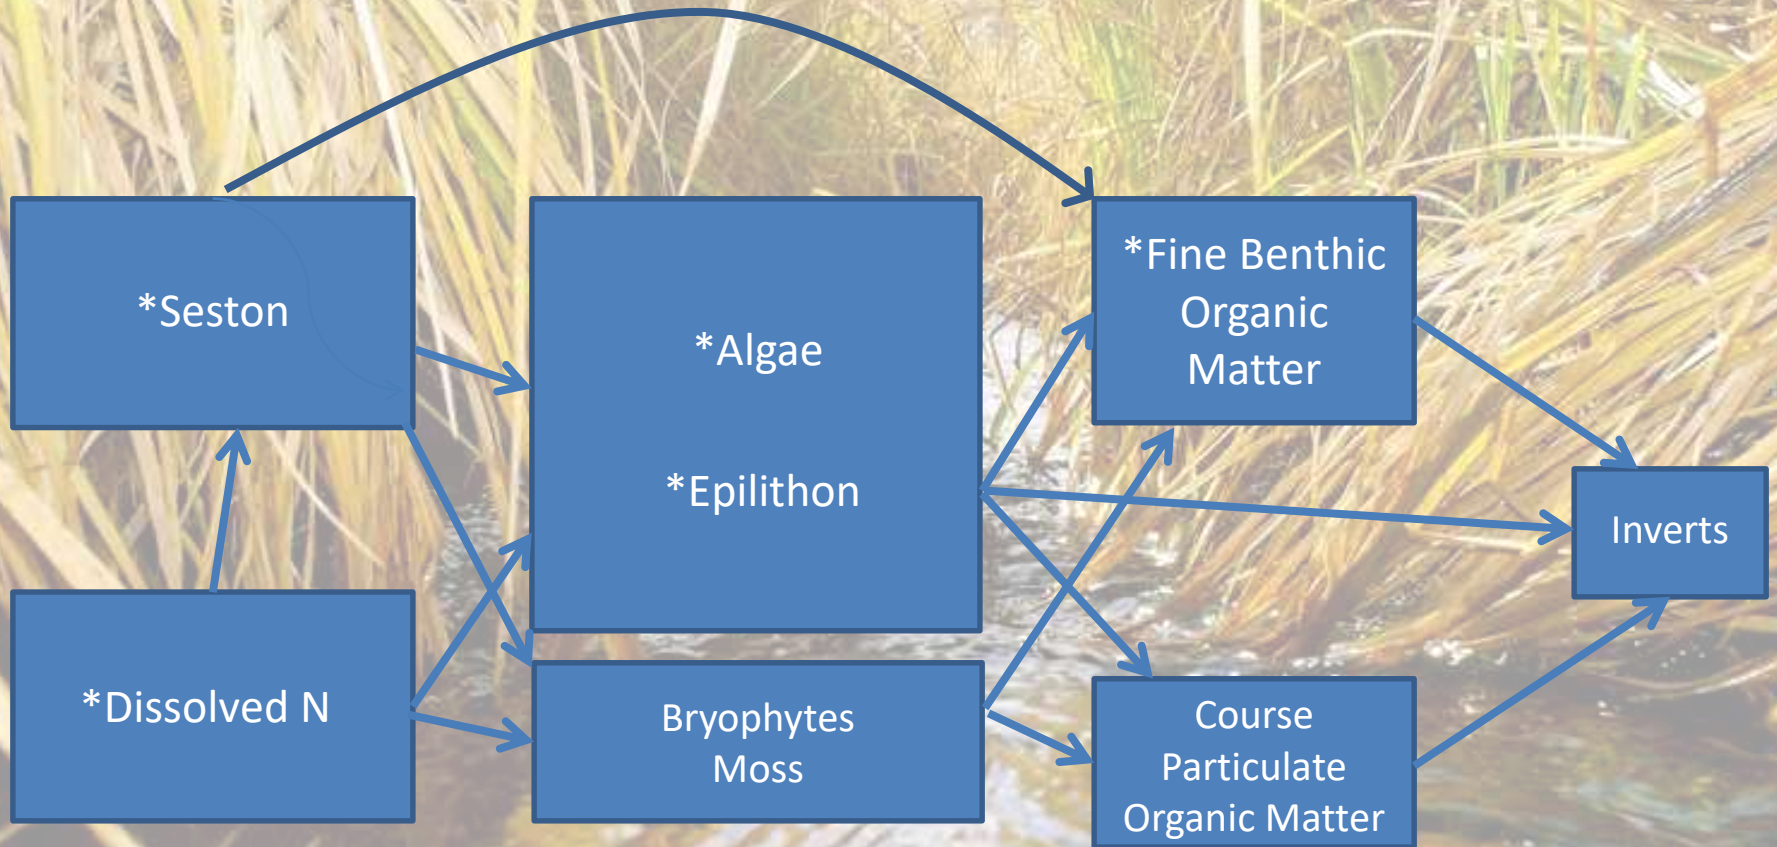 *Seston
*Algae
*Epilithon
*Fine Benthic
Organic
Matter
Inverts
*Dissolved N
Bryophytes
Moss
Course
Particulate
Organic Matter